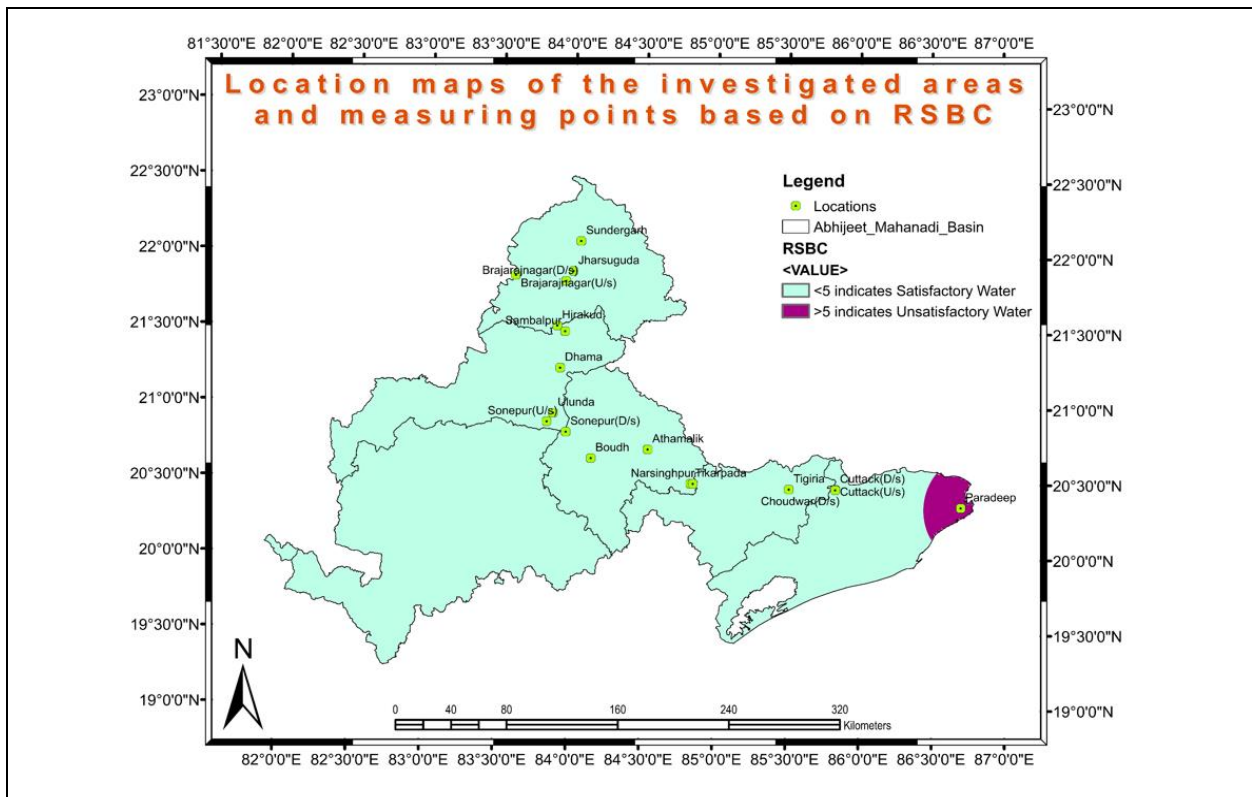 81°30'0"E 82°0'0"E 82°30'0"E 83°0'0"E 83°30'0"E 84°0'0"E 84°30'0"E 85°0'0"E 85°30'0"E 86°0'0"E 86°30'0"E 87°0'0"E
Location maps of the investigated areas
and measuring points based on RSBC
23°0'0"N
22°30'0"N
22°0'0"N
21°30'0"N
21°0'0"N
20°30'0"N
20°0'0"N
19°30'0"N
19°0'0"N
23°0'0"N
22°30'0"N
22°0'0"N
21°30'0"N
21°0'0"N
20°30'0"N
20°0'0"N
19°30'0"N
19°0'0"N
Legend
Locations
Abhijeet_Mahanadi_Basin
RSBC
<VALUE>
<5 indicates Satisfactory Water
>5 indicates Unsatisfactory Water
Sundergarh
Jharsuguda
Brajarajnagar(D/s)
Brajarajnagar(U/s)
Hirakud
Sambalpur
Dhama
Ulunda
Sonepur(U/s)
Sonepur(D/s)
Boudh
Athamalik
Narsinghpur
Tikarpada
Tigiria
Choudwar(D/s)
Cuttack(D/s)
Cuttack(U/s)
Paradeep
N
0 40 80 160 240 320
Kilometers
82°0'0"E 82°30'0"E 83°0'0"E 83°30'0"E 84°0'0"E 84°30'0"E 85°0'0"E 85°30'0"E 86°0'0"E 86°30'0"E 87°0'0"E